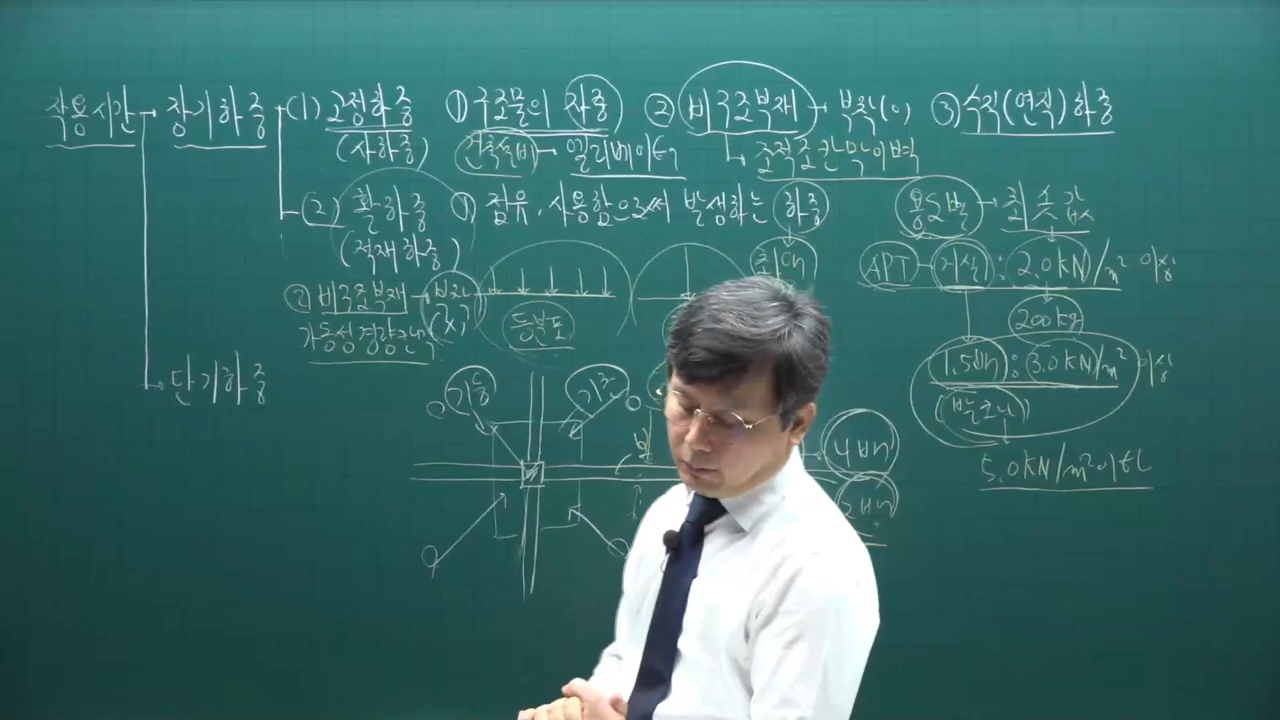 작용시간 → 장기하중 (1) 고정하중 ① 구조물의 자중 ② 비구조부재 → 부착(o) ③ 수직(연직)하중
(사하중) 건축설비 → 엘리베이터 조적조 칸막이벽
(2) 활하중 ① 점유, 사용함으로써 발생하는 하중 용도별 → 최솟값
(적재하중) 최대 APT 거실 : 2.0kN/m² 이상
② 비구조부재 → 부착(x) 등분포 200kg
가동성 경량칸막
단기하중 기둥 기준 1.5배 : 3.0kN/m² 이상
(발코니)
4배
5.0kN/m² 이하
2배